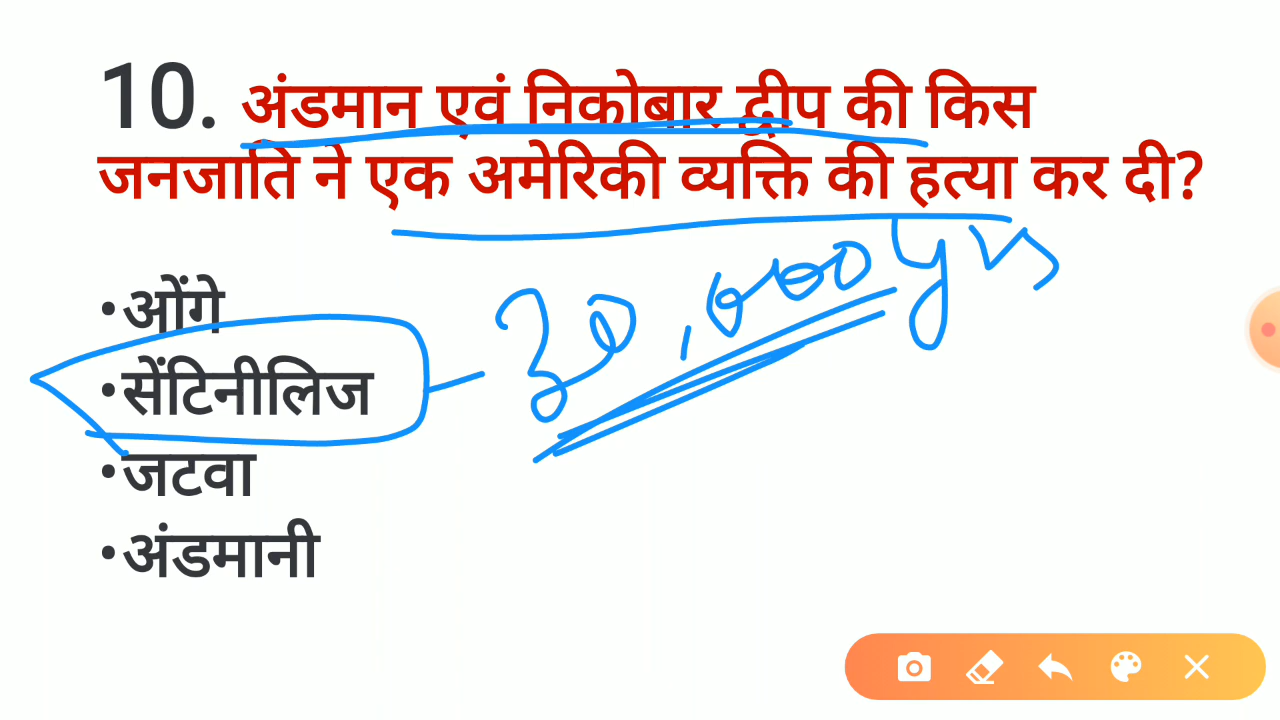 10. अंडमान एवं निकोबार द्वीप की किस
जनजाति ने एक अमेरिकी व्यक्ति की हत्या कर दी?
•ओंगे
•सेंटिनीलिज
•जटवा
•अंडमानी
30,000 yrs